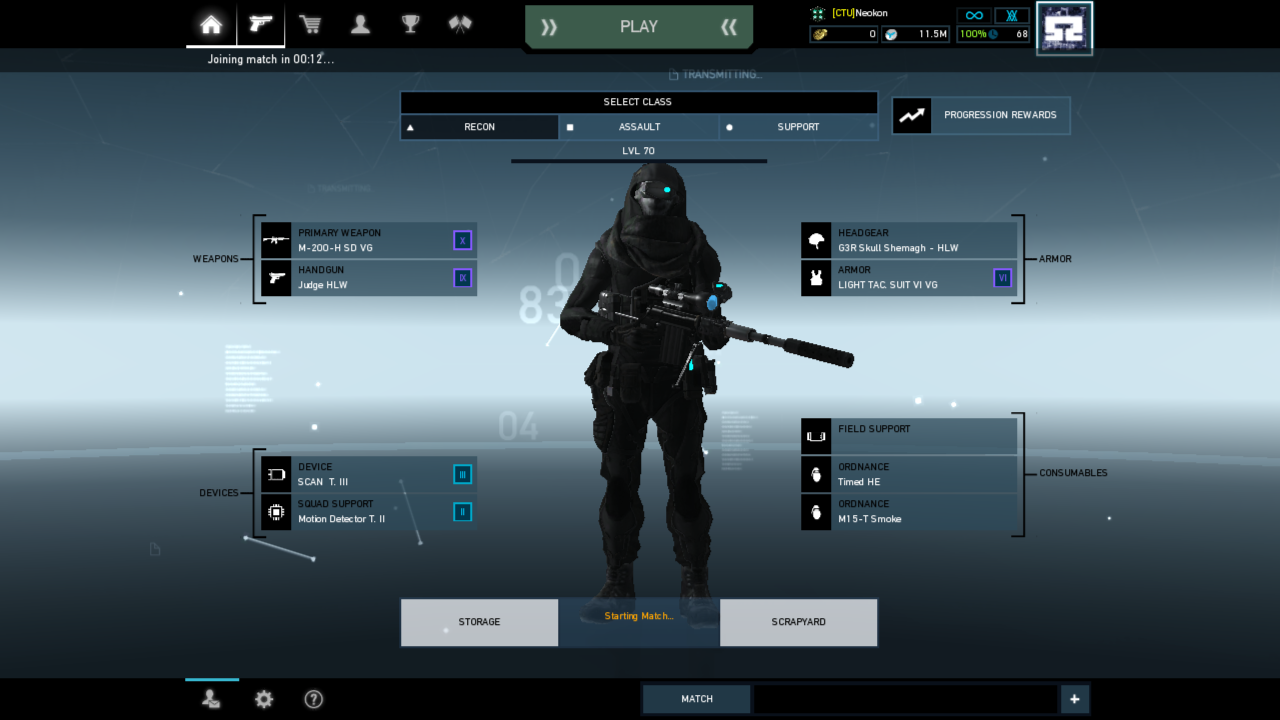 PLAY
[CTU]Neokon
0
11.5M
100%
68
Joining match in 00:12...
TRANSMITTING...
SELECT CLASS
RECON
ASSAULT
SUPPORT
PROGRESSION REWARDS
LVL 70
WEAPONS
PRIMARY WEAPON
M-200-H SD VG
X
HANDGUN
Judge HLW
IX
HEADGEAR
G3R Skull Shemagh - HLW
ARMOR
LIGHT TAC. SUIT VI VG
VI
ARMOR
83
04
DEVICES
DEVICE
SCAN T. III
III
SQUAD SUPPORT
Motion Detector T. II
II
FIELD SUPPORT
ORDNANCE
Timed HE
ORDNANCE
M15-T Smoke
CONSUMABLES
STORAGE
Starting Match...
SCRAPYARD
MATCH
+